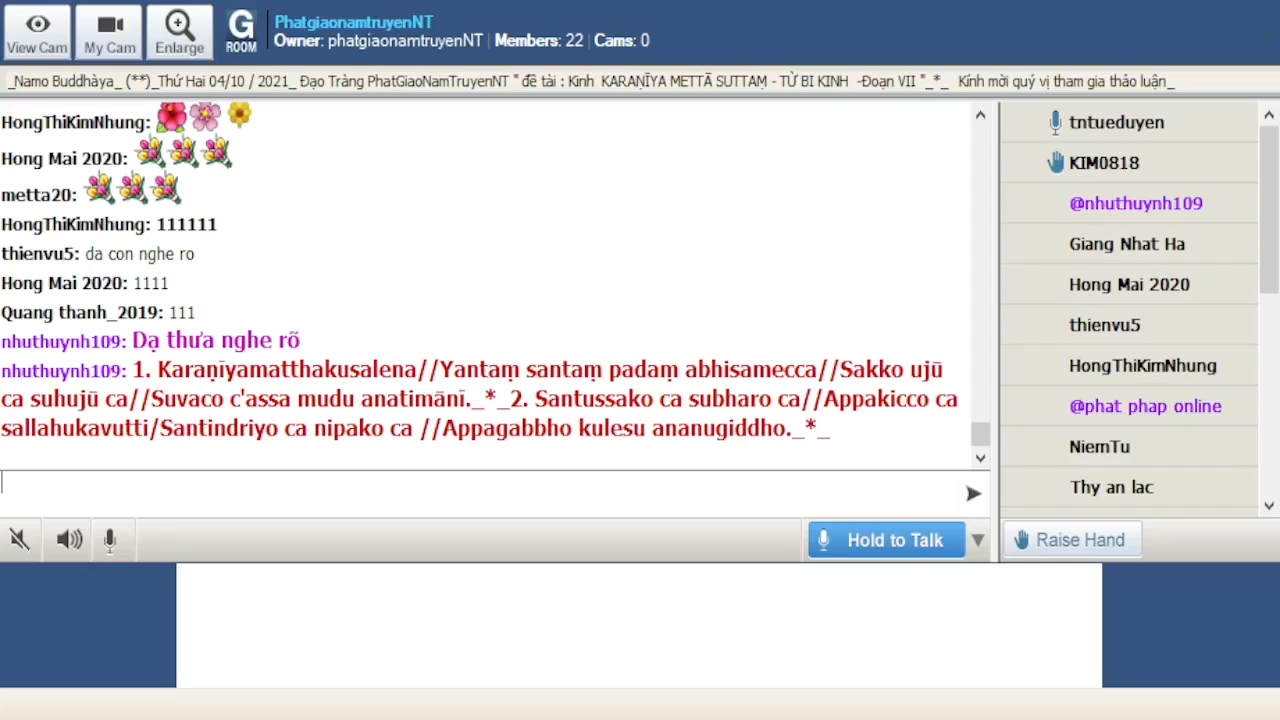 PhatgiaonamtruyenNT
View Cam
My Cam
Enlarge
G ROOM
Owner: phatgiaonamtruyenNT | Members: 22 | Cams: 0
_Namo Buddhàya_ (**)_Thứ Hai 04/10 / 2021_ Đạo Tràng PhatGiaoNamTruyenNT " đề tài : Kinh KARAṆĪYA METTĀ SUTTAṂ - TỪ BI KINH -Đoạn VII "_*_ Kính mời quý vị tham gia thảo luận_
HongThiKimNhung:
Hong Mai 2020:
metta20:
HongThiKimNhung: 111111
thienvu5: da con nghe ro
Hong Mai 2020: 1111
Quang thanh_2019: 111
nhuthuynh109: Dạ thưa nghe rõ
nhuthuynh109: 1. Karaṇīyamatthakusalena//Yantaṃ santaṃ padaṃ abhisamecca//Sakko ujū
ca suhujū ca//Suvaco c'assa mudu anatimānī._*_2. Santussako ca subharo ca//Appakicco ca
sallahukavutti/Santindriyo ca nipako ca //Appagabbho kulesu ananugiddho._*_
tntueduyen
KIM0818
@nhuthuynh109
Giang Nhat Ha
Hong Mai 2020
thienvu5
HongThiKimNhung
@phat phap online
NiemTu
Thy an lac
Hold to Talk
Raise Hand